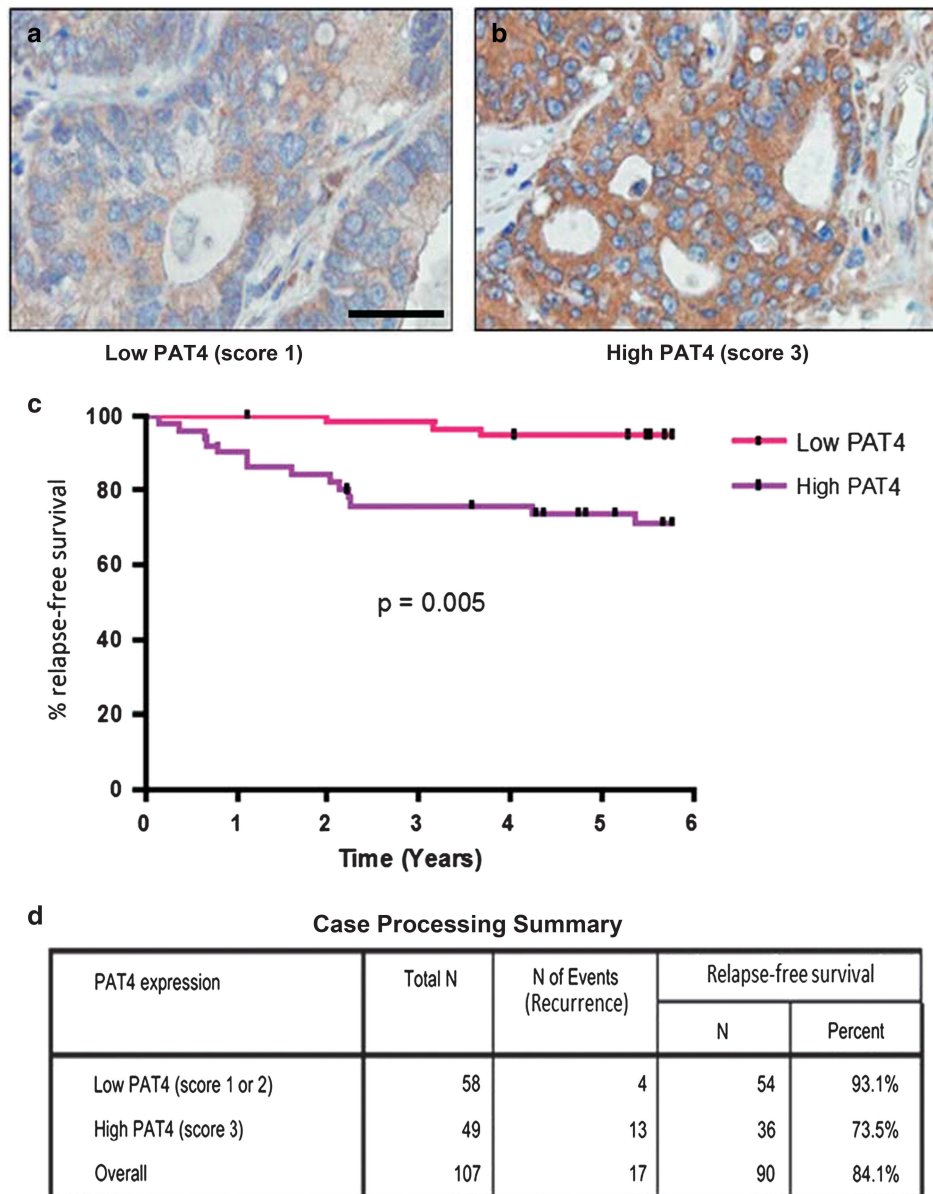 a
b
Low PAT4 (score 1)
High PAT4 (score 3)
c
100
80
60
40
20
0
% relapse-free survival
Low PAT4
High PAT4
p = 0.005
0 1 2 3 4 5 6
Time (Years)
d
Case Processing Summary
PAT4 expression Total N N of Events (Recurrence) Relapse-free survival
N Percent
Low PAT4 (score 1 or 2) 58 4 54 93.1%
High PAT4 (score 3) 49 13 36 73.5%
Overall 107 17 90 84.1%